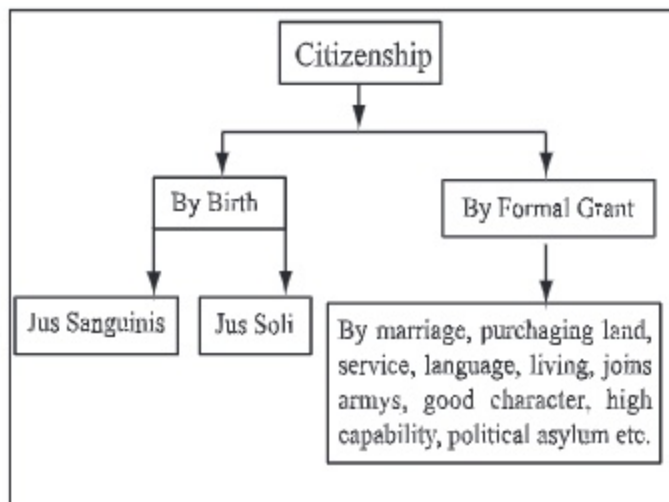 Citizenship
By Birth
By Formal Grant
Jus Sanguinis
Jus Soli
By marriage, purchaging land,
service, language, living, joins
armys, good character, high
capability, political asylum etc.